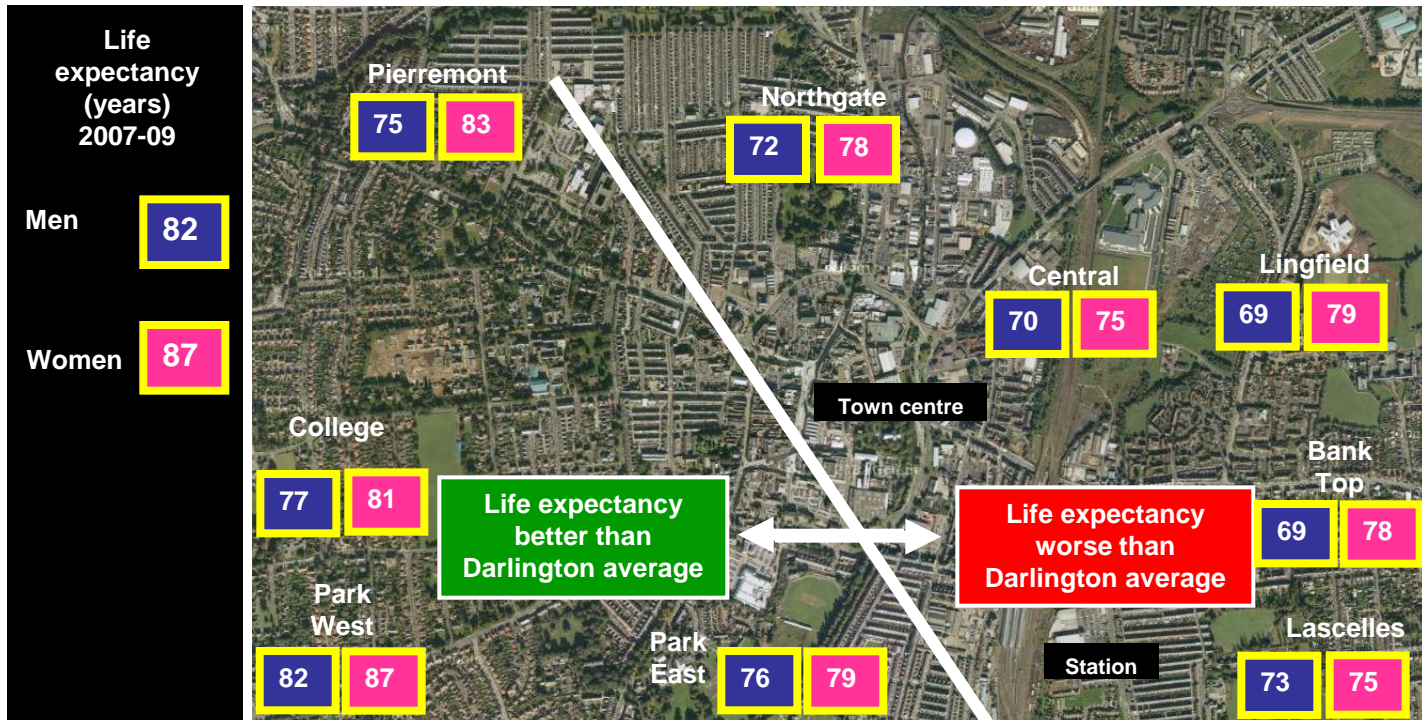 Life
expectancy
(years)
2007-09
Men
82
Women
87
Pierremont
75 83
Northgate
72 78
Central
70 75
Lingfield
69 79
Town centre
College
77 81
Life expectancy
better than
Darlington average
Life expectancy
worse than
Darlington average
Bank
Top
69 78
Park
West
82 87
Park
East
76 79
Station
Lascelles
73 75